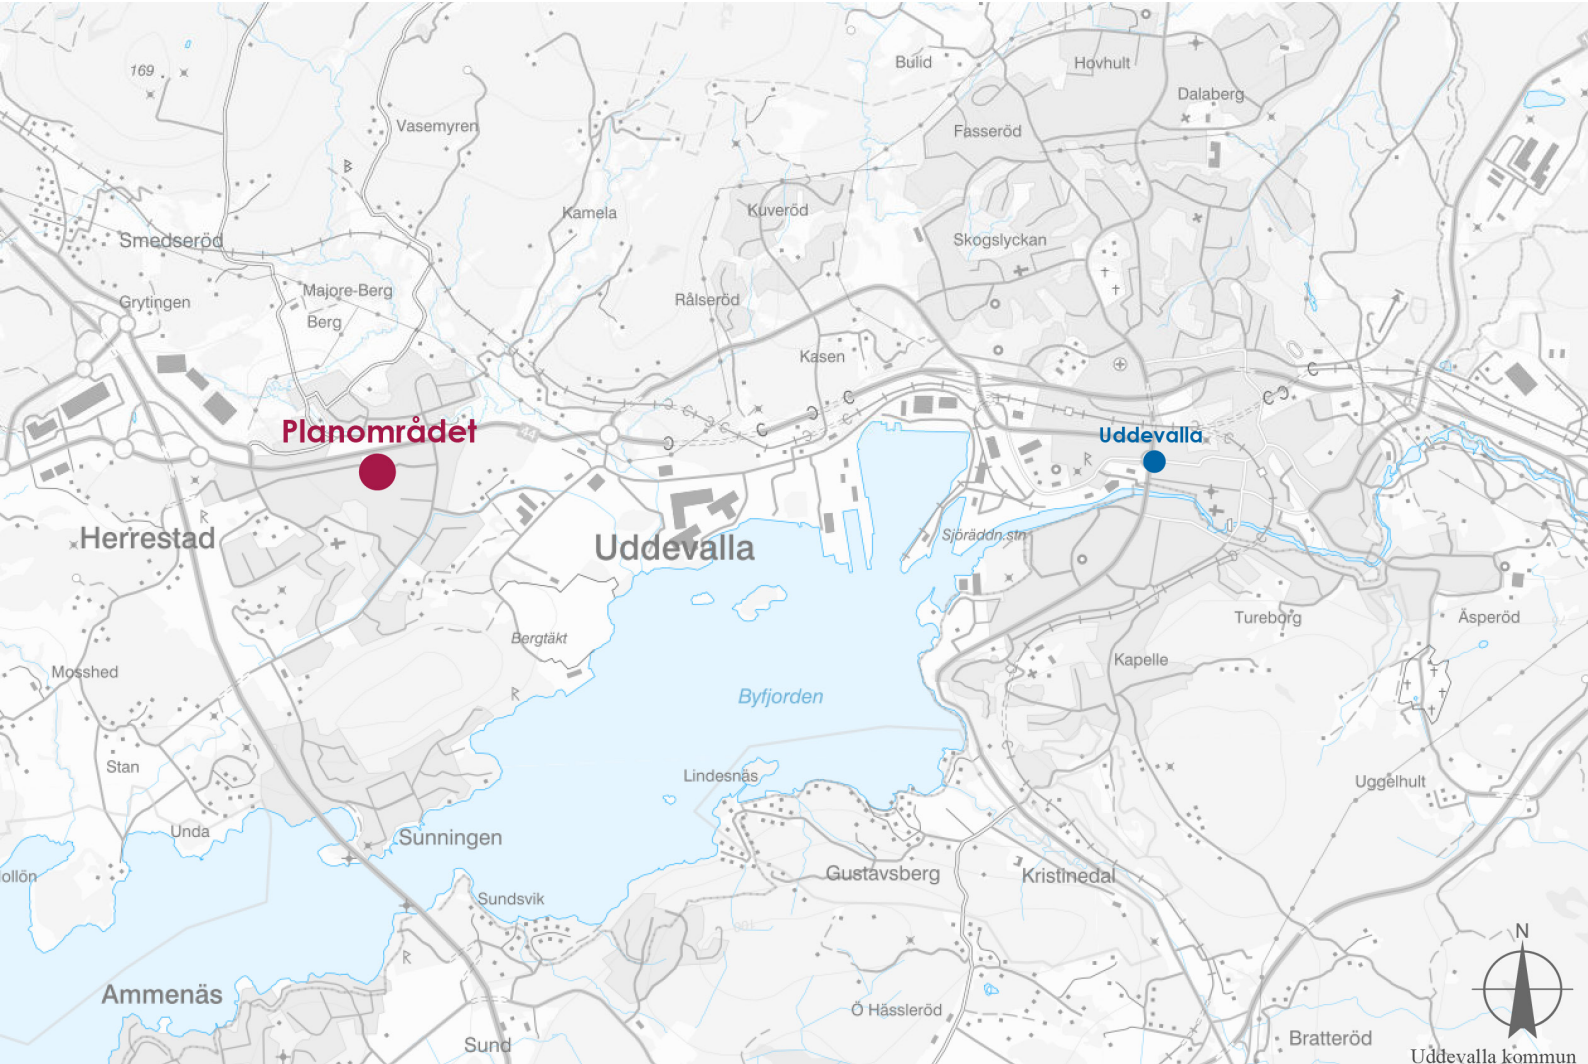 Bulid
Hovhult
169
Dalaberg
Vasemyren
Fasseröd
Kamela
Kuveröd
Smedseröd
Skogslyckan
Majore-Berg
Grytingen
Rålseröd
Berg
Kasen
Planområdet
44
Uddevalla
Herrestad
Uddevalla
Sjöräddn.stn
Bergtäkt
Tureborg
Äsperöd
Mosshed
Kapelle
Byfjorden
Stan
Lindesnäs
Uggelhult
Unda
Sunningen
ollön
Gustavsberg
Kristinedal
Sundsvik
N
Ammenäs
Ö Hässleröd
Sund
Bratteröd
Uddevalla kommun